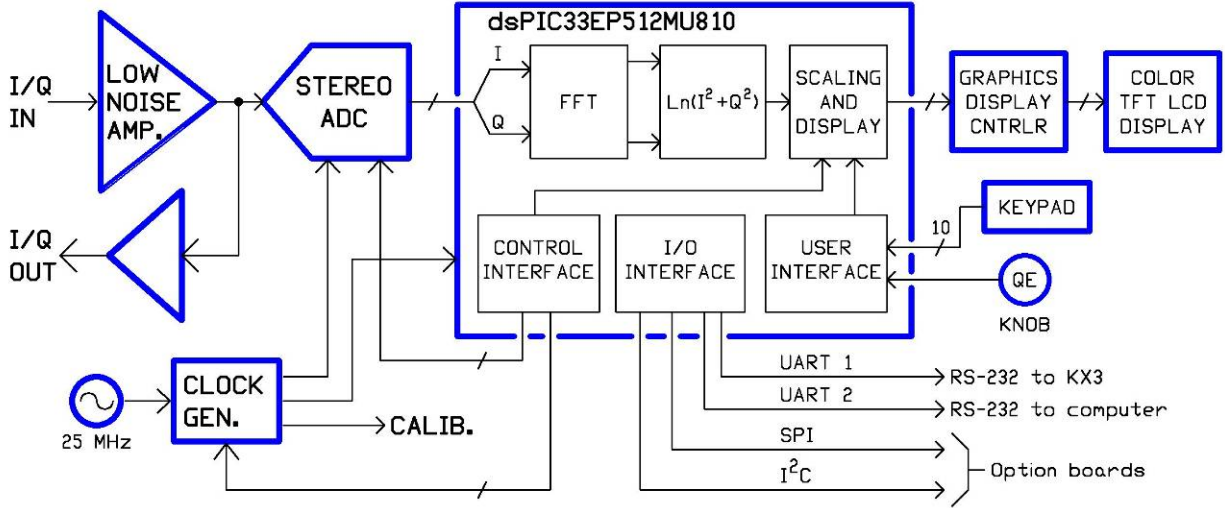 dsPIC33EP512MU810
I/Q
IN
LOW
NOISE
AMP.
STEREO
ADC
I
Q
FFT
Ln(I²+Q²)
SCALING
AND
DISPLAY
GRAPHICS
DISPLAY
CNTRLR
COLOR
TFT LCD
DISPLAY
I/Q
OUT
CONTROL
INTERFACE
I/O
INTERFACE
USER
INTERFACE
10
KEYPAD
QE
KNOB
25 MHz
CLOCK
GEN.
CALIB.
UART 1
RS-232 to KX3
UART 2
RS-232 to computer
SPI
I²C
Option boards